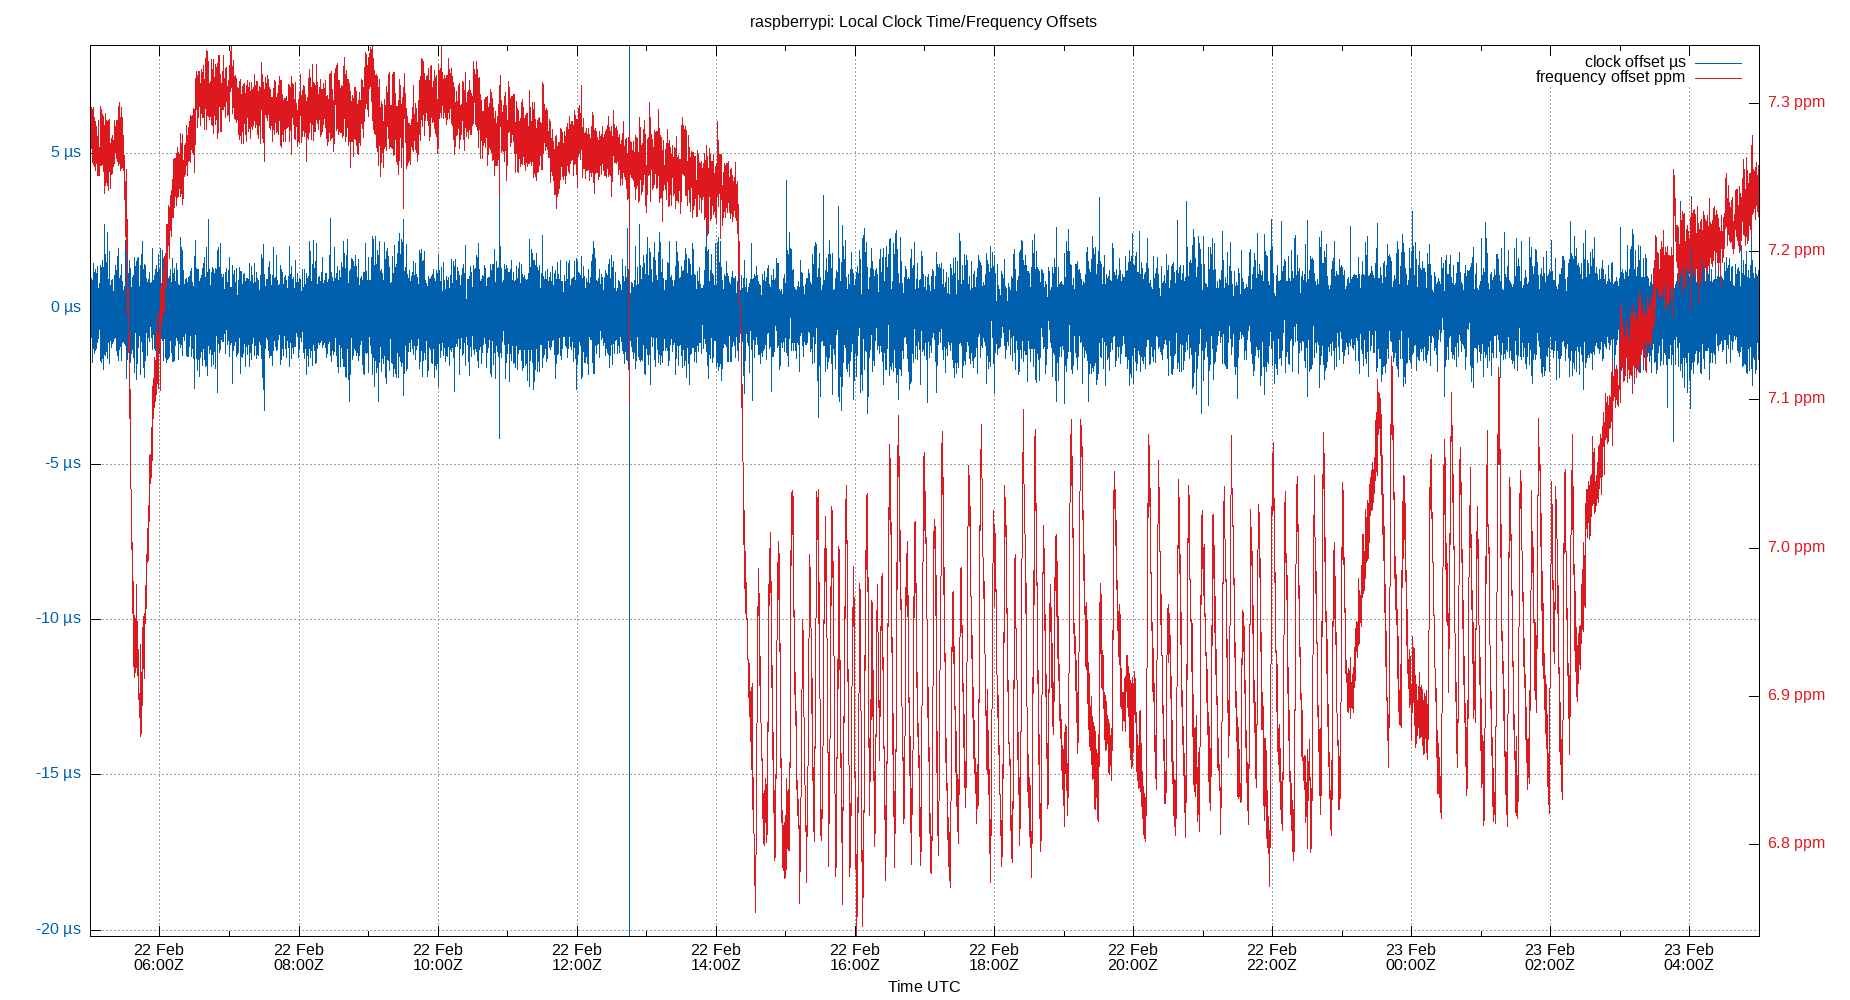 raspberrypi: Local Clock Time/Frequency Offsets
clock offset µs
frequency offset ppm
5 µs
0 µs
-5 µs
-10 µs
-15 µs
-20 µs
7.3 ppm
7.2 ppm
7.1 ppm
7.0 ppm
6.9 ppm
6.8 ppm
22 Feb
06:00Z
22 Feb
08:00Z
22 Feb
10:00Z
22 Feb
12:00Z
22 Feb
14:00Z
22 Feb
16:00Z
22 Feb
18:00Z
22 Feb
20:00Z
22 Feb
22:00Z
23 Feb
00:00Z
23 Feb
02:00Z
23 Feb
04:00Z
Time UTC